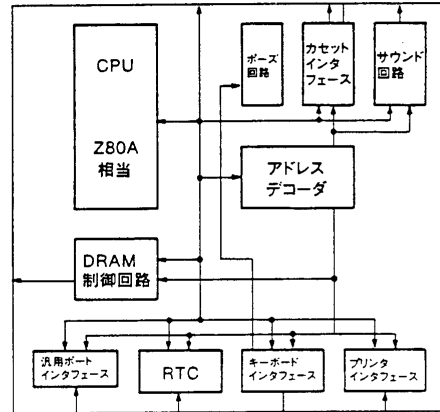 CPU
Z80A
相当
ポーズ
回路
カセット
インタ
フェース
サウンド
回路
アドレス
デコーダ
DRAM
制御回路
汎用ポート
インタフェース
RTC
キーボード
インタフェース
プリンタ
インタフェース